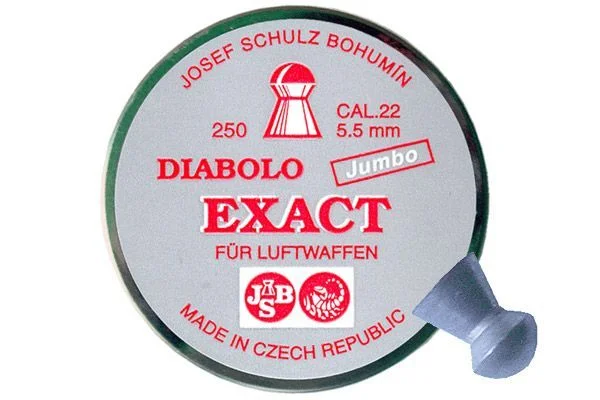 JOSEF SCHULZ BOHUMÍN
250
CAL.22
5.5 mm
DIABOLO
Jumbo
EXACT
FÜR LUFTWAFFEN
JSB
MADE IN CZECH REPUBLIC